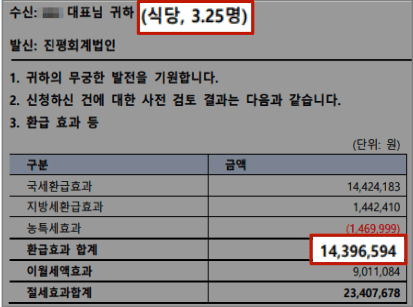 수신: 대표님 귀하 (식당, 3.25명)
발신: 진평회계법인
1. 귀하의 무궁한 발전을 기원합니다.
2. 신청하신 건에 대한 사전 검토 결과는 다음과 같습니다.
3. 환급 효과 등
(단위: 원)
구분 금액
국세환급효과 14,424,183
지방세환급효과 1,442,410
농특세효과 (1,469,999)
환급효과 합계 14,396,594
이월세액효과 9,011,084
절세효과합계 23,407,678